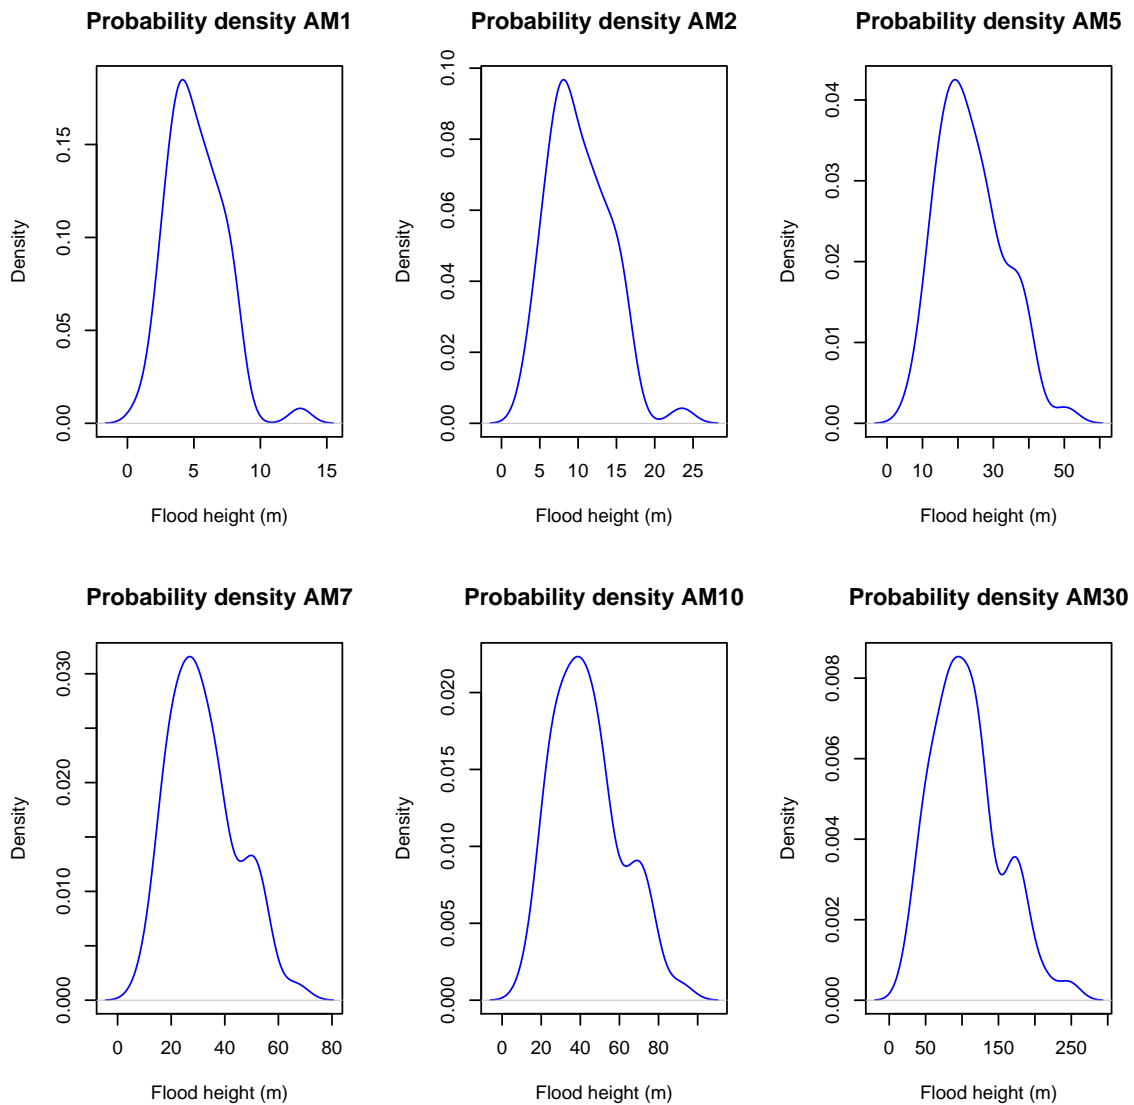 Probability density AM1
Density
0.00 0.05 0.10 0.15
0 5 10 15
Flood height (m)
Probability density AM2
Density
0.00 0.02 0.04 0.06 0.08 0.10
0 5 10 15 20 25
Flood height (m)
Probability density AM5
Density
0.00 0.01 0.02 0.03 0.04
0 10 30 50
Flood height (m)
Probability density AM7
Density
0.000 0.010 0.020 0.030
0 20 40 60 80
Flood height (m)
Probability density AM10
Density
0.000 0.005 0.010 0.015 0.020
0 20 40 60 80
Flood height (m)
Probability density AM30
Density
0.000 0.002 0.004 0.006 0.008
0 50 150 250
Flood height (m)